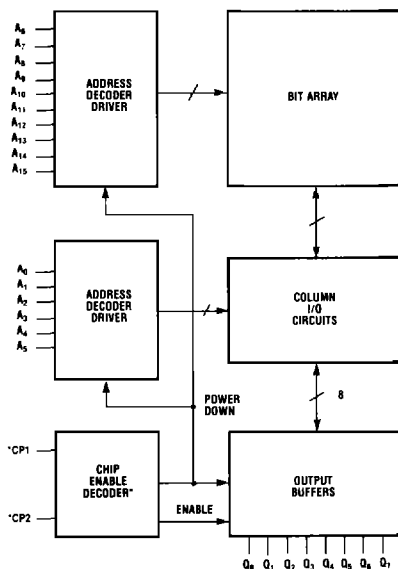 A6
A7
A8
A9
A10
A11
A12
A13
A14
A15
ADDRESS
DECODER
DRIVER
BIT ARRAY
A0
A1
A2
A3
A4
A5
ADDRESS
DECODER
DRIVER
COLUMN
I/O
CIRCUITS
POWER
DOWN
8
*CP1
*CP2
CHIP
ENABLE
DECODER*
ENABLE
OUTPUT
BUFFERS
Q0 Q1 Q2 Q3 Q4 Q5 Q6 Q7